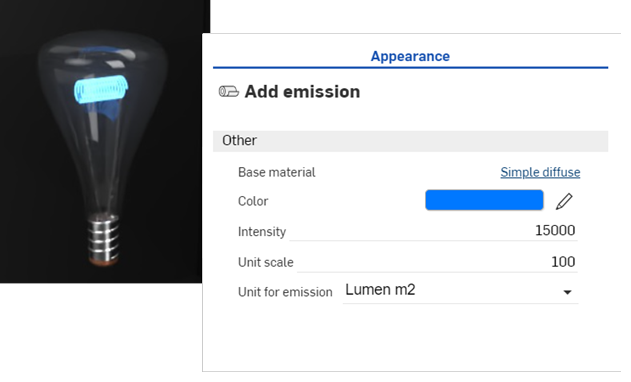 Appearance
Add emission
Other
Base material Simple diffuse
Color
Intensity 15000
Unit scale 100
Unit for emission Lumen m2